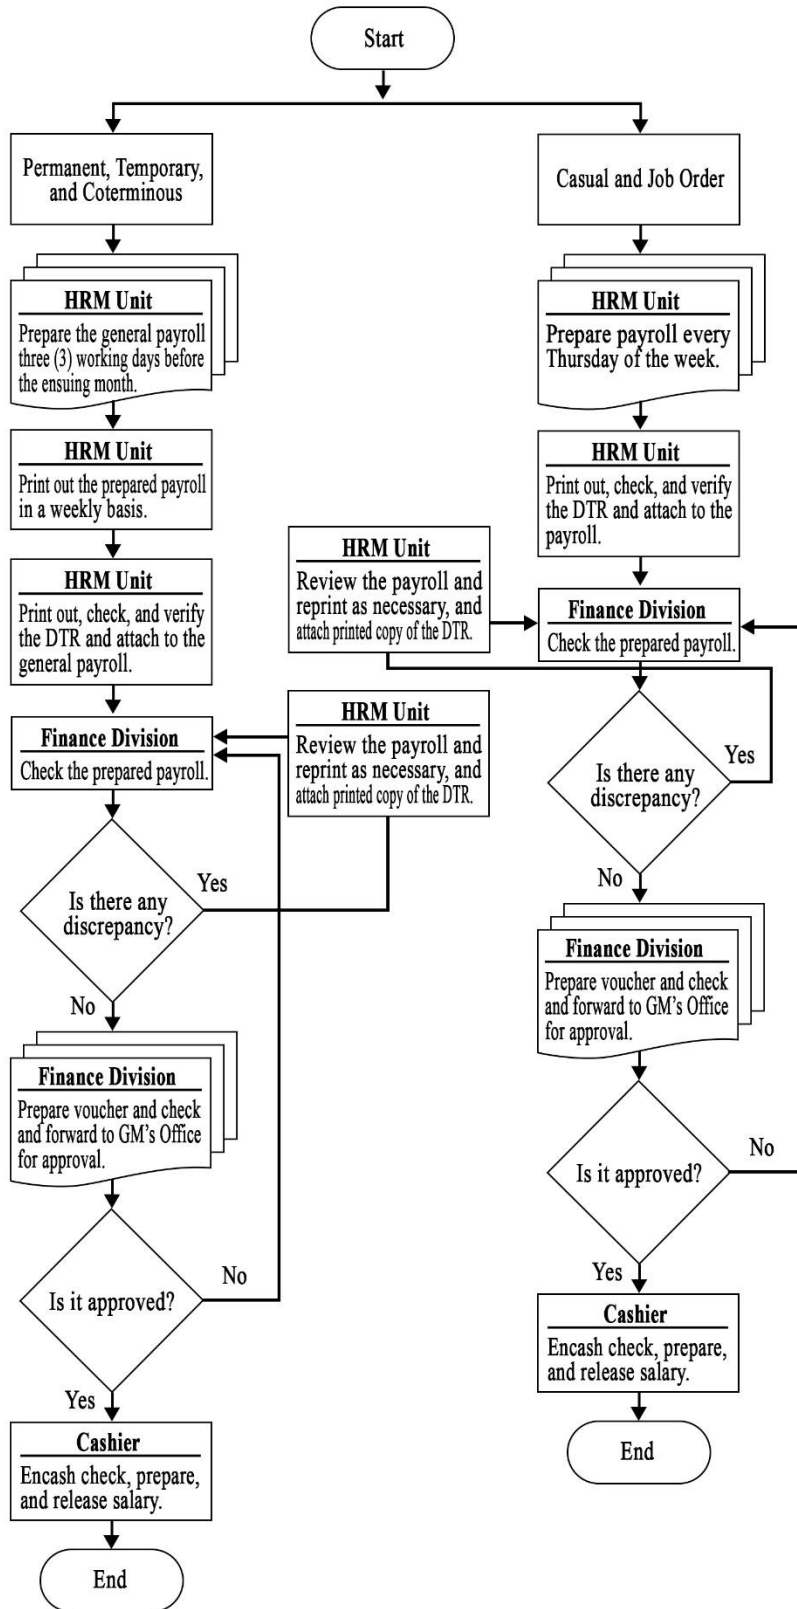 Start
Permanent, Temporary,
and Coterminous
HRM Unit
Prepare the general payroll
three (3) working days before
the ensuing month.
HRM Unit
Print out the prepared payroll
in a weekly basis.
HRM Unit
Print out, check, and verify
the DTR and attach to the
general payroll.
Finance Division
Check the prepared payroll.
HRM Unit
Review the payroll and
reprint as necessary, and
attach printed copy of the DTR.
Is there any
discrepancy?
Yes
No
Finance Division
Prepare voucher and check
and forward to GM's Office
for approval.
Is it approved?
No
Yes
Cashier
Encash check, prepare,
and release salary.
End
Casual and Job Order
HRM Unit
Prepare payroll every
Thursday of the week.
HRM Unit
Print out, check, and verify
the DTR and attach to the
payroll.
HRM Unit
Review the payroll and
reprint as necessary, and
attach printed copy of the DTR.
Finance Division
Check the prepared payroll.
Is there any
discrepancy?
Yes
No
Finance Division
Prepare voucher and check
and forward to GM's Office
for approval.
Is it approved?
No
Yes
Cashier
Encash check, prepare,
and release salary.
End